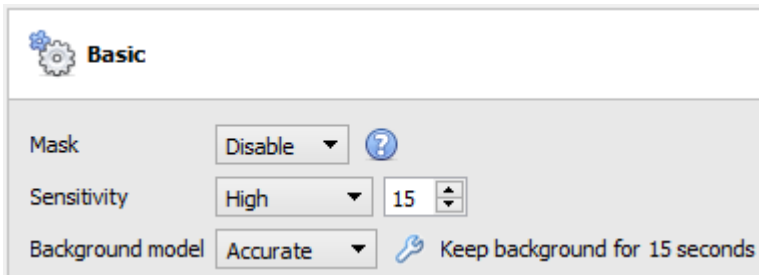 Basic
Mask Disable ?
Sensitivity High 15
Background model Accurate Keep background for 15 seconds